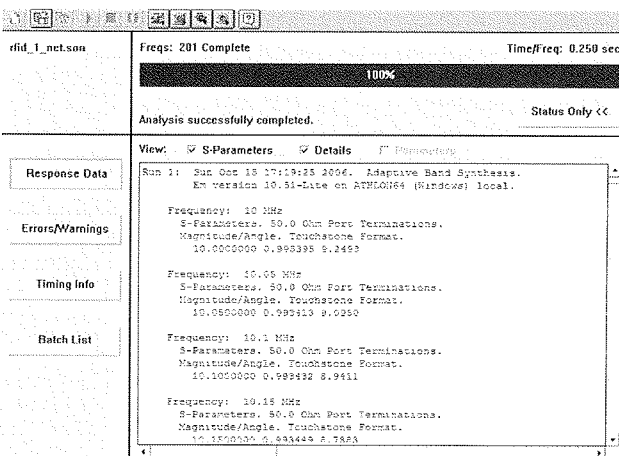 rfid_1_net.son
Freqs: 201 Complete
Time/Freq: 0.250 sec
100%
Analysis successfully completed.
Status Only <<
View: S-Parameters Details Parameters
Response Data
Errors/Warnings
Timing Info
Batch List
Run 1: Sun Oct 15 17:19:25 2006. Adaptive Band Synthesis.
Em version 10.51-Lite on ATHLON64 (Windows) local.
Frequency: 10 MHz
S-Parameters. 50.0 Ohm Port Terminations.
Magnitude/Angle. Touchstone Format.
10.0000000 0.993395 9.2493
Frequency: 10.05 MHz
S-Parameters. 50.0 Ohm Port Terminations.
Magnitude/Angle. Touchstone Format.
10.0500000 0.993413
Frequency: 10.1 MHz
S-Parameters. 50.0 Ohm Port Terminations.
Magnitude/Angle. Touchstone Format.
10.1000000 0.993432 8.9411
Frequency: 10.15 MHz
S-Parameters. 50.0 Ohm Port Terminations.
Magnitude/Angle. Touchstone Format.
10.1500000 0.993449